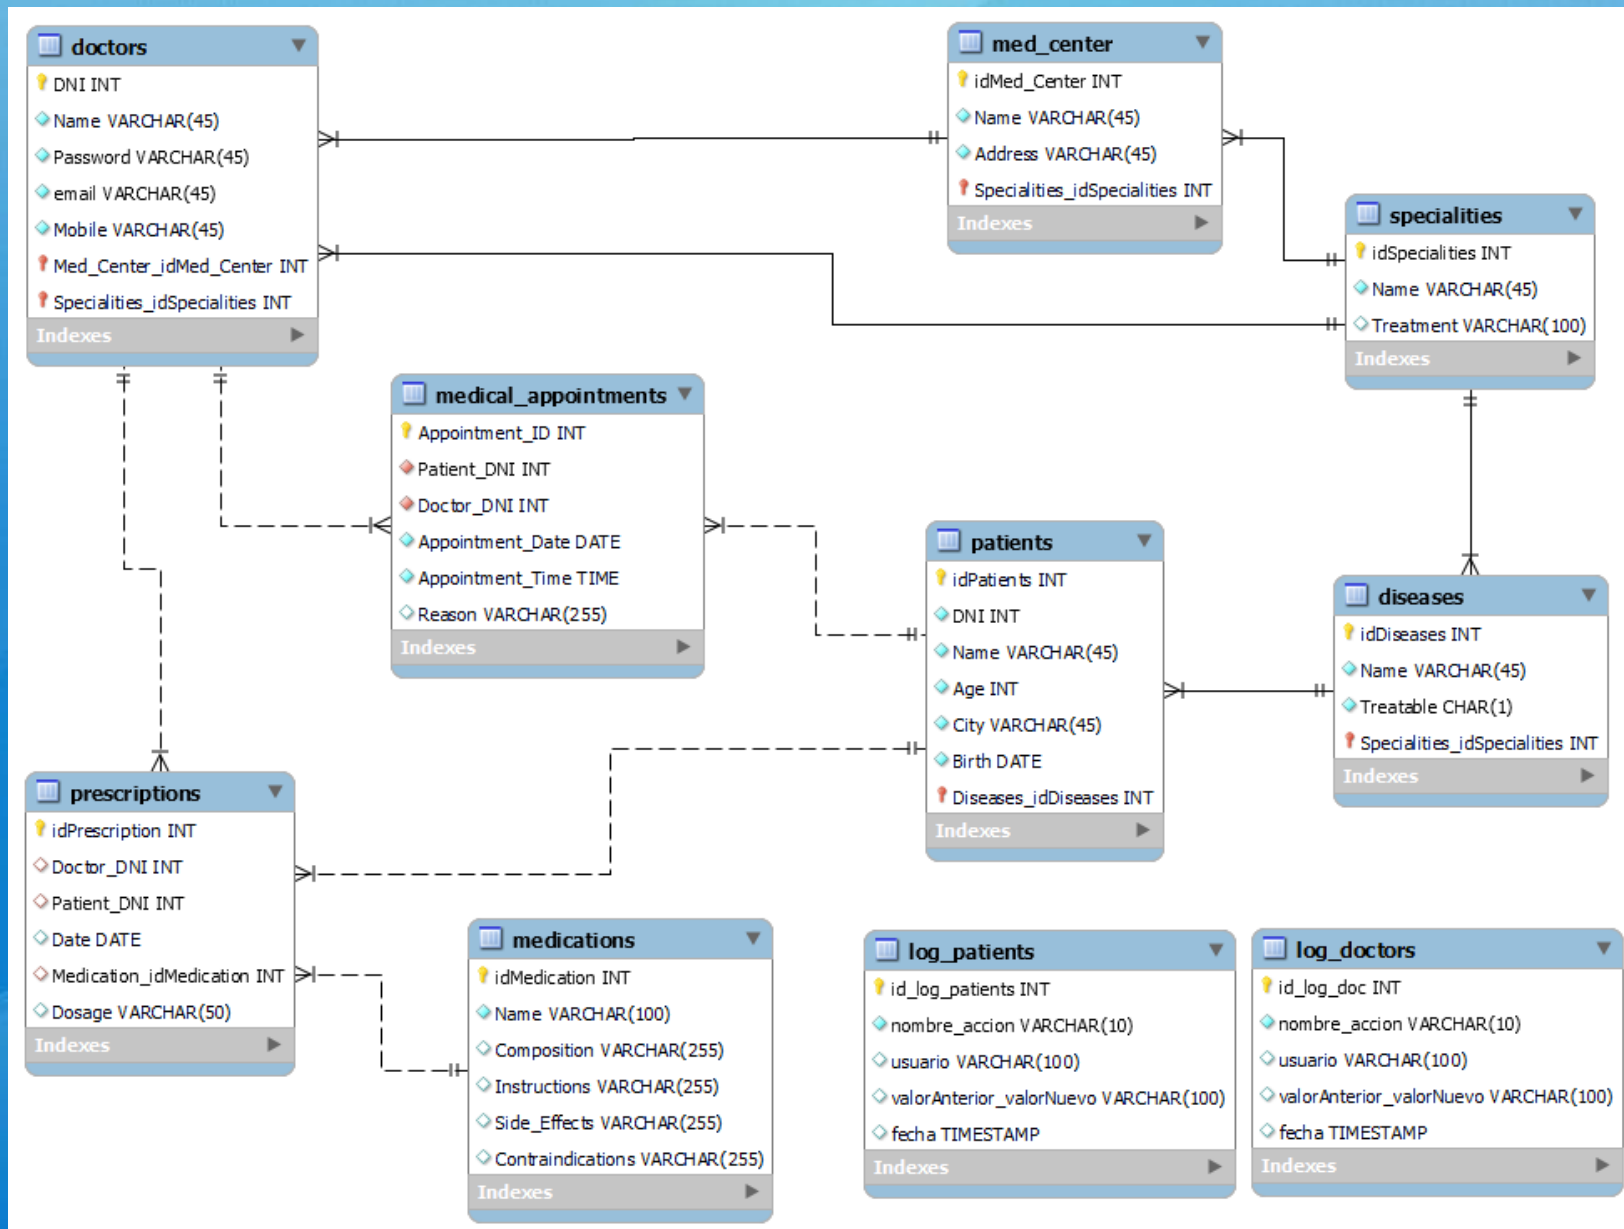 doctors
DNI INT
Name VARCHAR(45)
Password VARCHAR(45)
email VARCHAR(45)
Mobile VARCHAR(45)
Med_Center_idMed_Center INT
Specialities_idSpecialities INT
Indexes
med_center
idMed_Center INT
Name VARCHAR(45)
Address VARCHAR(45)
Specialities_idSpecialities INT
Indexes
specialities
idSpecialities INT
Name VARCHAR(45)
Treatment VARCHAR(100)
Indexes
medical_appointments
Appointment_ID INT
Patient_DNI INT
Doctor_DNI INT
Appointment_Date DATE
Appointment_Time TIME
Reason VARCHAR(255)
Indexes
patients
idPatients INT
DNI INT
Name VARCHAR(45)
Age INT
City VARCHAR(45)
Birth DATE
Diseases_idDiseases INT
Indexes
diseases
idDiseases INT
Name VARCHAR(45)
Treatable CHAR(1)
Specialities_idSpecialities INT
Indexes
prescriptions
idPrescription INT
Doctor_DNI INT
Patient_DNI INT
Date DATE
Medication_idMedication INT
Dosage VARCHAR(50)
Indexes
medications
idMedication INT
Name VARCHAR(100)
Composition VARCHAR(255)
Instructions VARCHAR(255)
Side_Effects VARCHAR(255)
Contraindications VARCHAR(255)
Indexes
log_patients
id_log_patients INT
nombre_accion VARCHAR(10)
usuario VARCHAR(100)
valorAnterior_valorNuevo VARCHAR(100)
fecha TIMESTAMP
Indexes
log_doctors
id_log_doc INT
nombre_accion VARCHAR(10)
usuario VARCHAR(100)
valorAnterior_valorNuevo VARCHAR(100)
fecha TIMESTAMP
Indexes